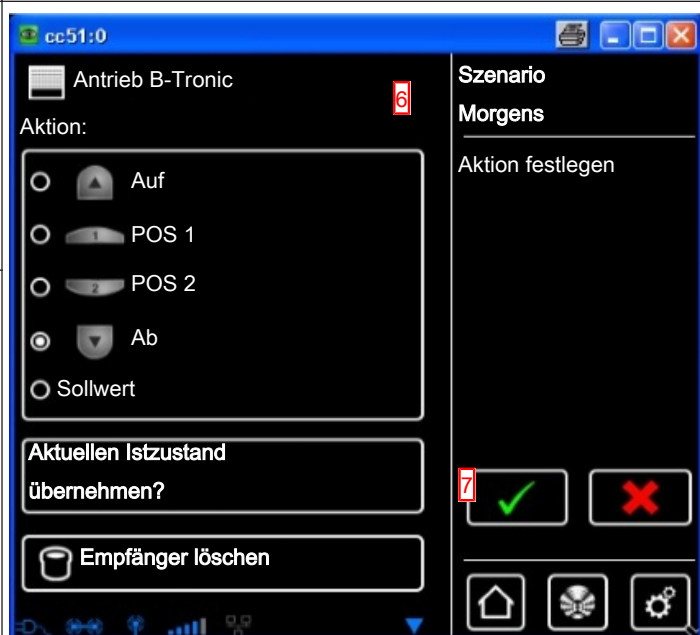 cc51:0
Antrieb B-Tronic
6
Aktion:
Auf
1
POS 1
2
POS 2
Ab
Sollwert
Aktuellen Istzustand
übernehmen?
Empfänger löschen
Szenario
Morgens
Aktion festlegen
7